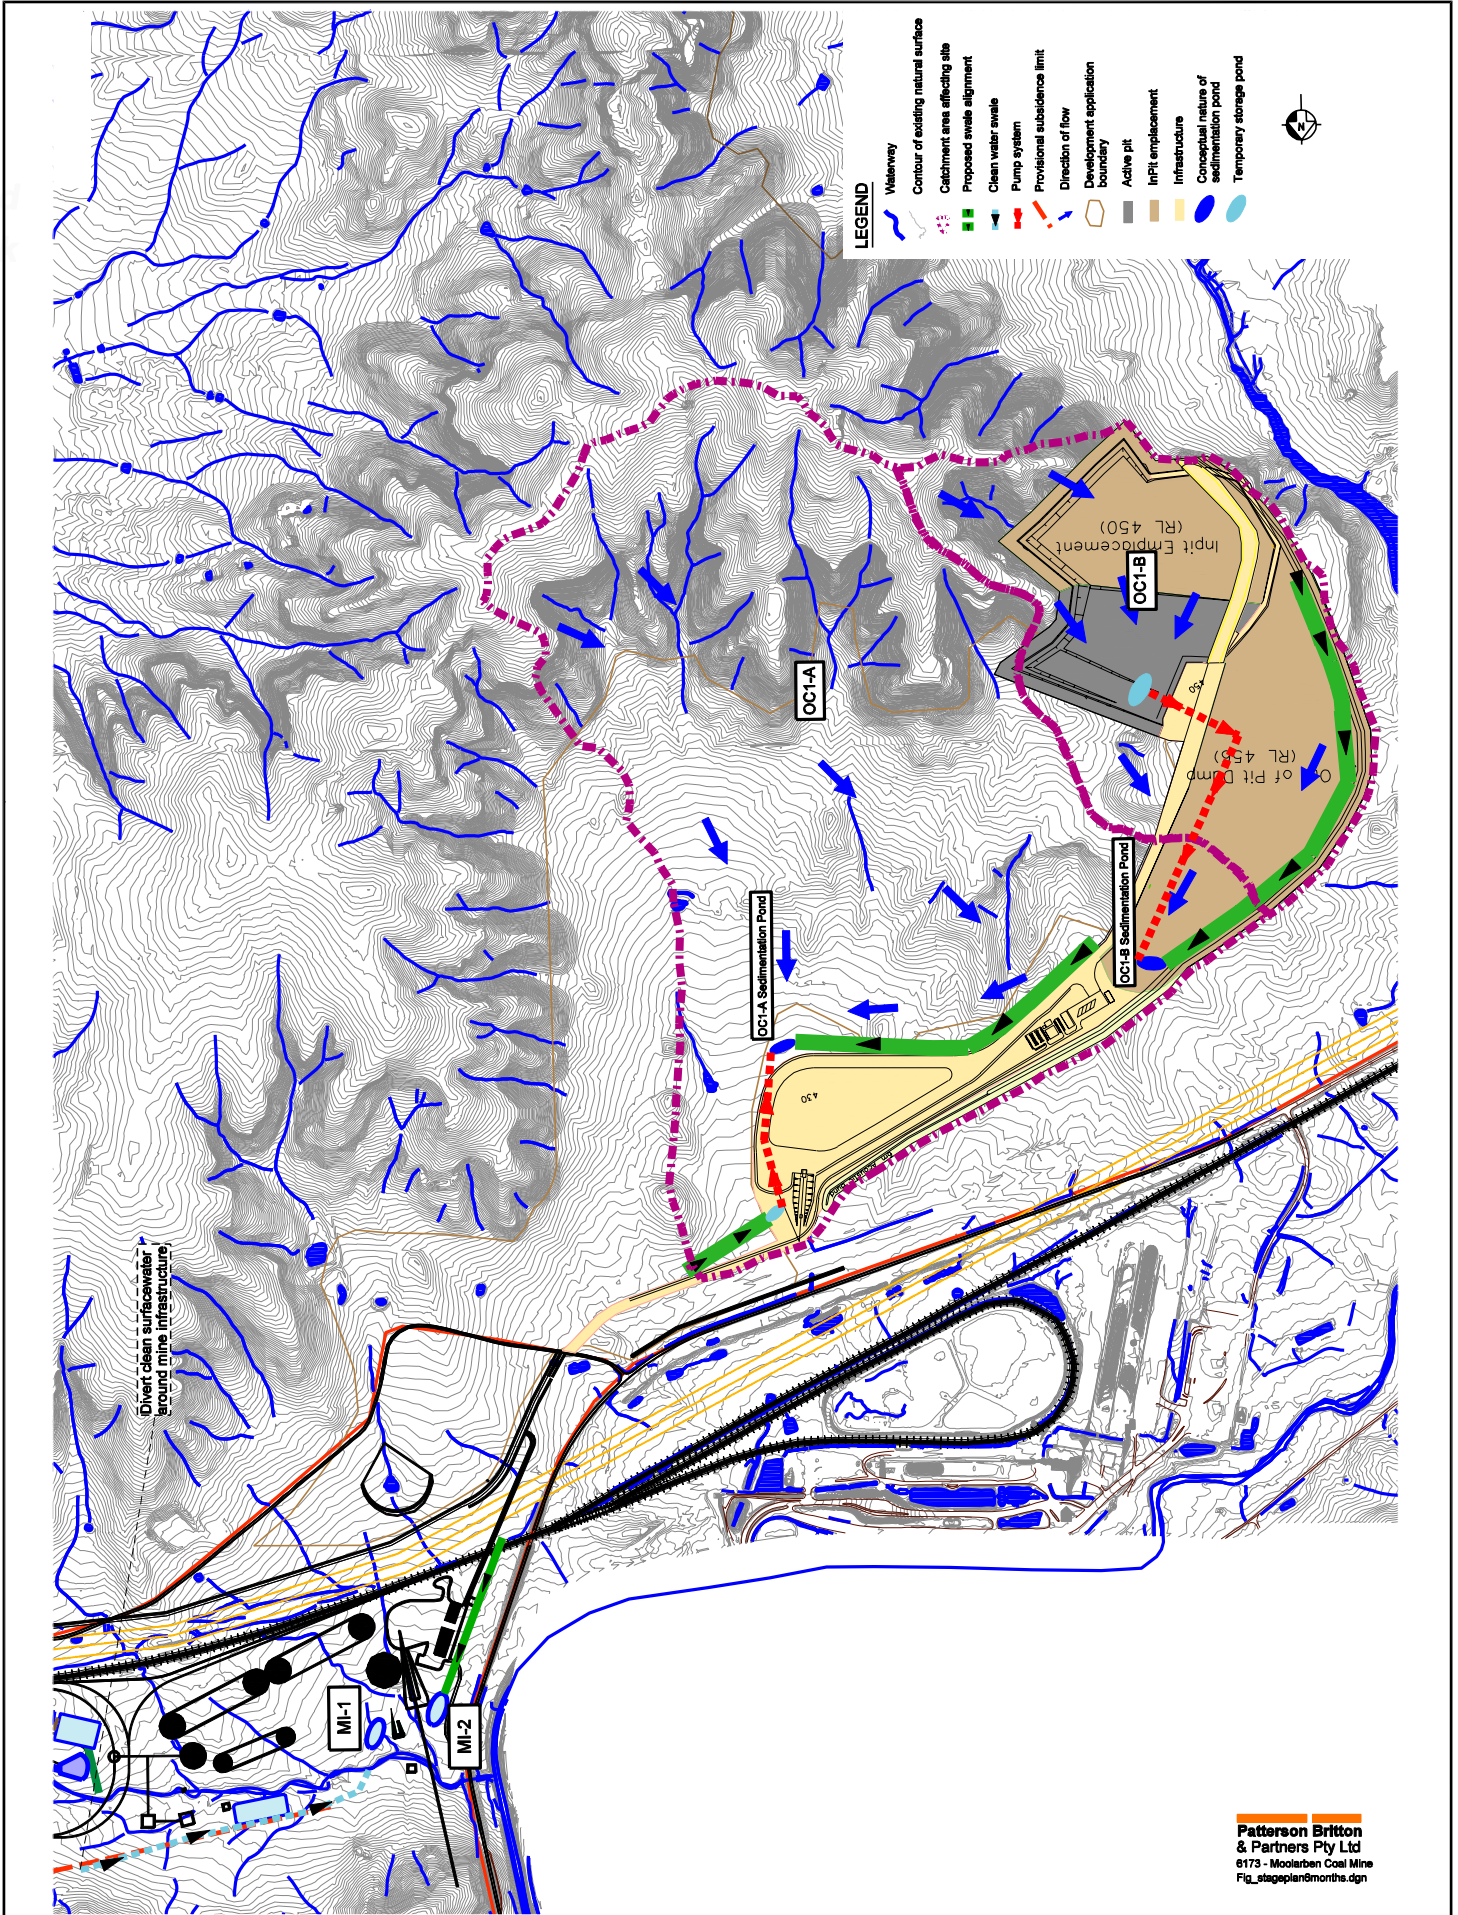 LEGEND
Waterway
Contour of existing natural surface
Catchment area affecting site
Proposed swale alignment
Clean water swale
Pump system
Provisional subsidence limit
Direction of flow
Development application
boundary
Active pit
InPit emplacement
Infrastructure
Conceptual nature of
sedimentation pond
Temporary storage pond
N
Inpit Emplacement
(RL 450)
OC1-B
OC1-A
450
of Pit Dump
(RL 455)
OC1-B Sedimentation Pond
OC1-A Sedimentation Pond
430
Divert clean surfacewater
around mine infrastructure
MI-1
MI-2
Patterson Britton
& Partners Pty Ltd
6173 - Moolarben Coal Mine
Fig_stageplan6months.dgn